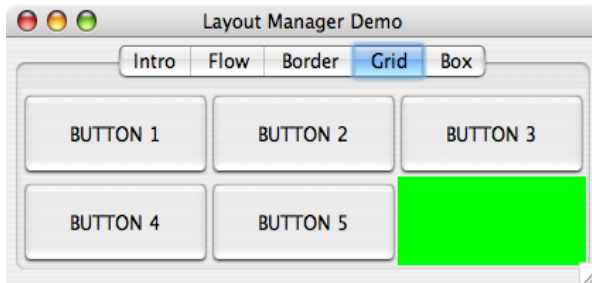 Layout Manager Demo
Intro Flow Border Grid Box
BUTTON 1 BUTTON 2 BUTTON 3
BUTTON 4 BUTTON 5